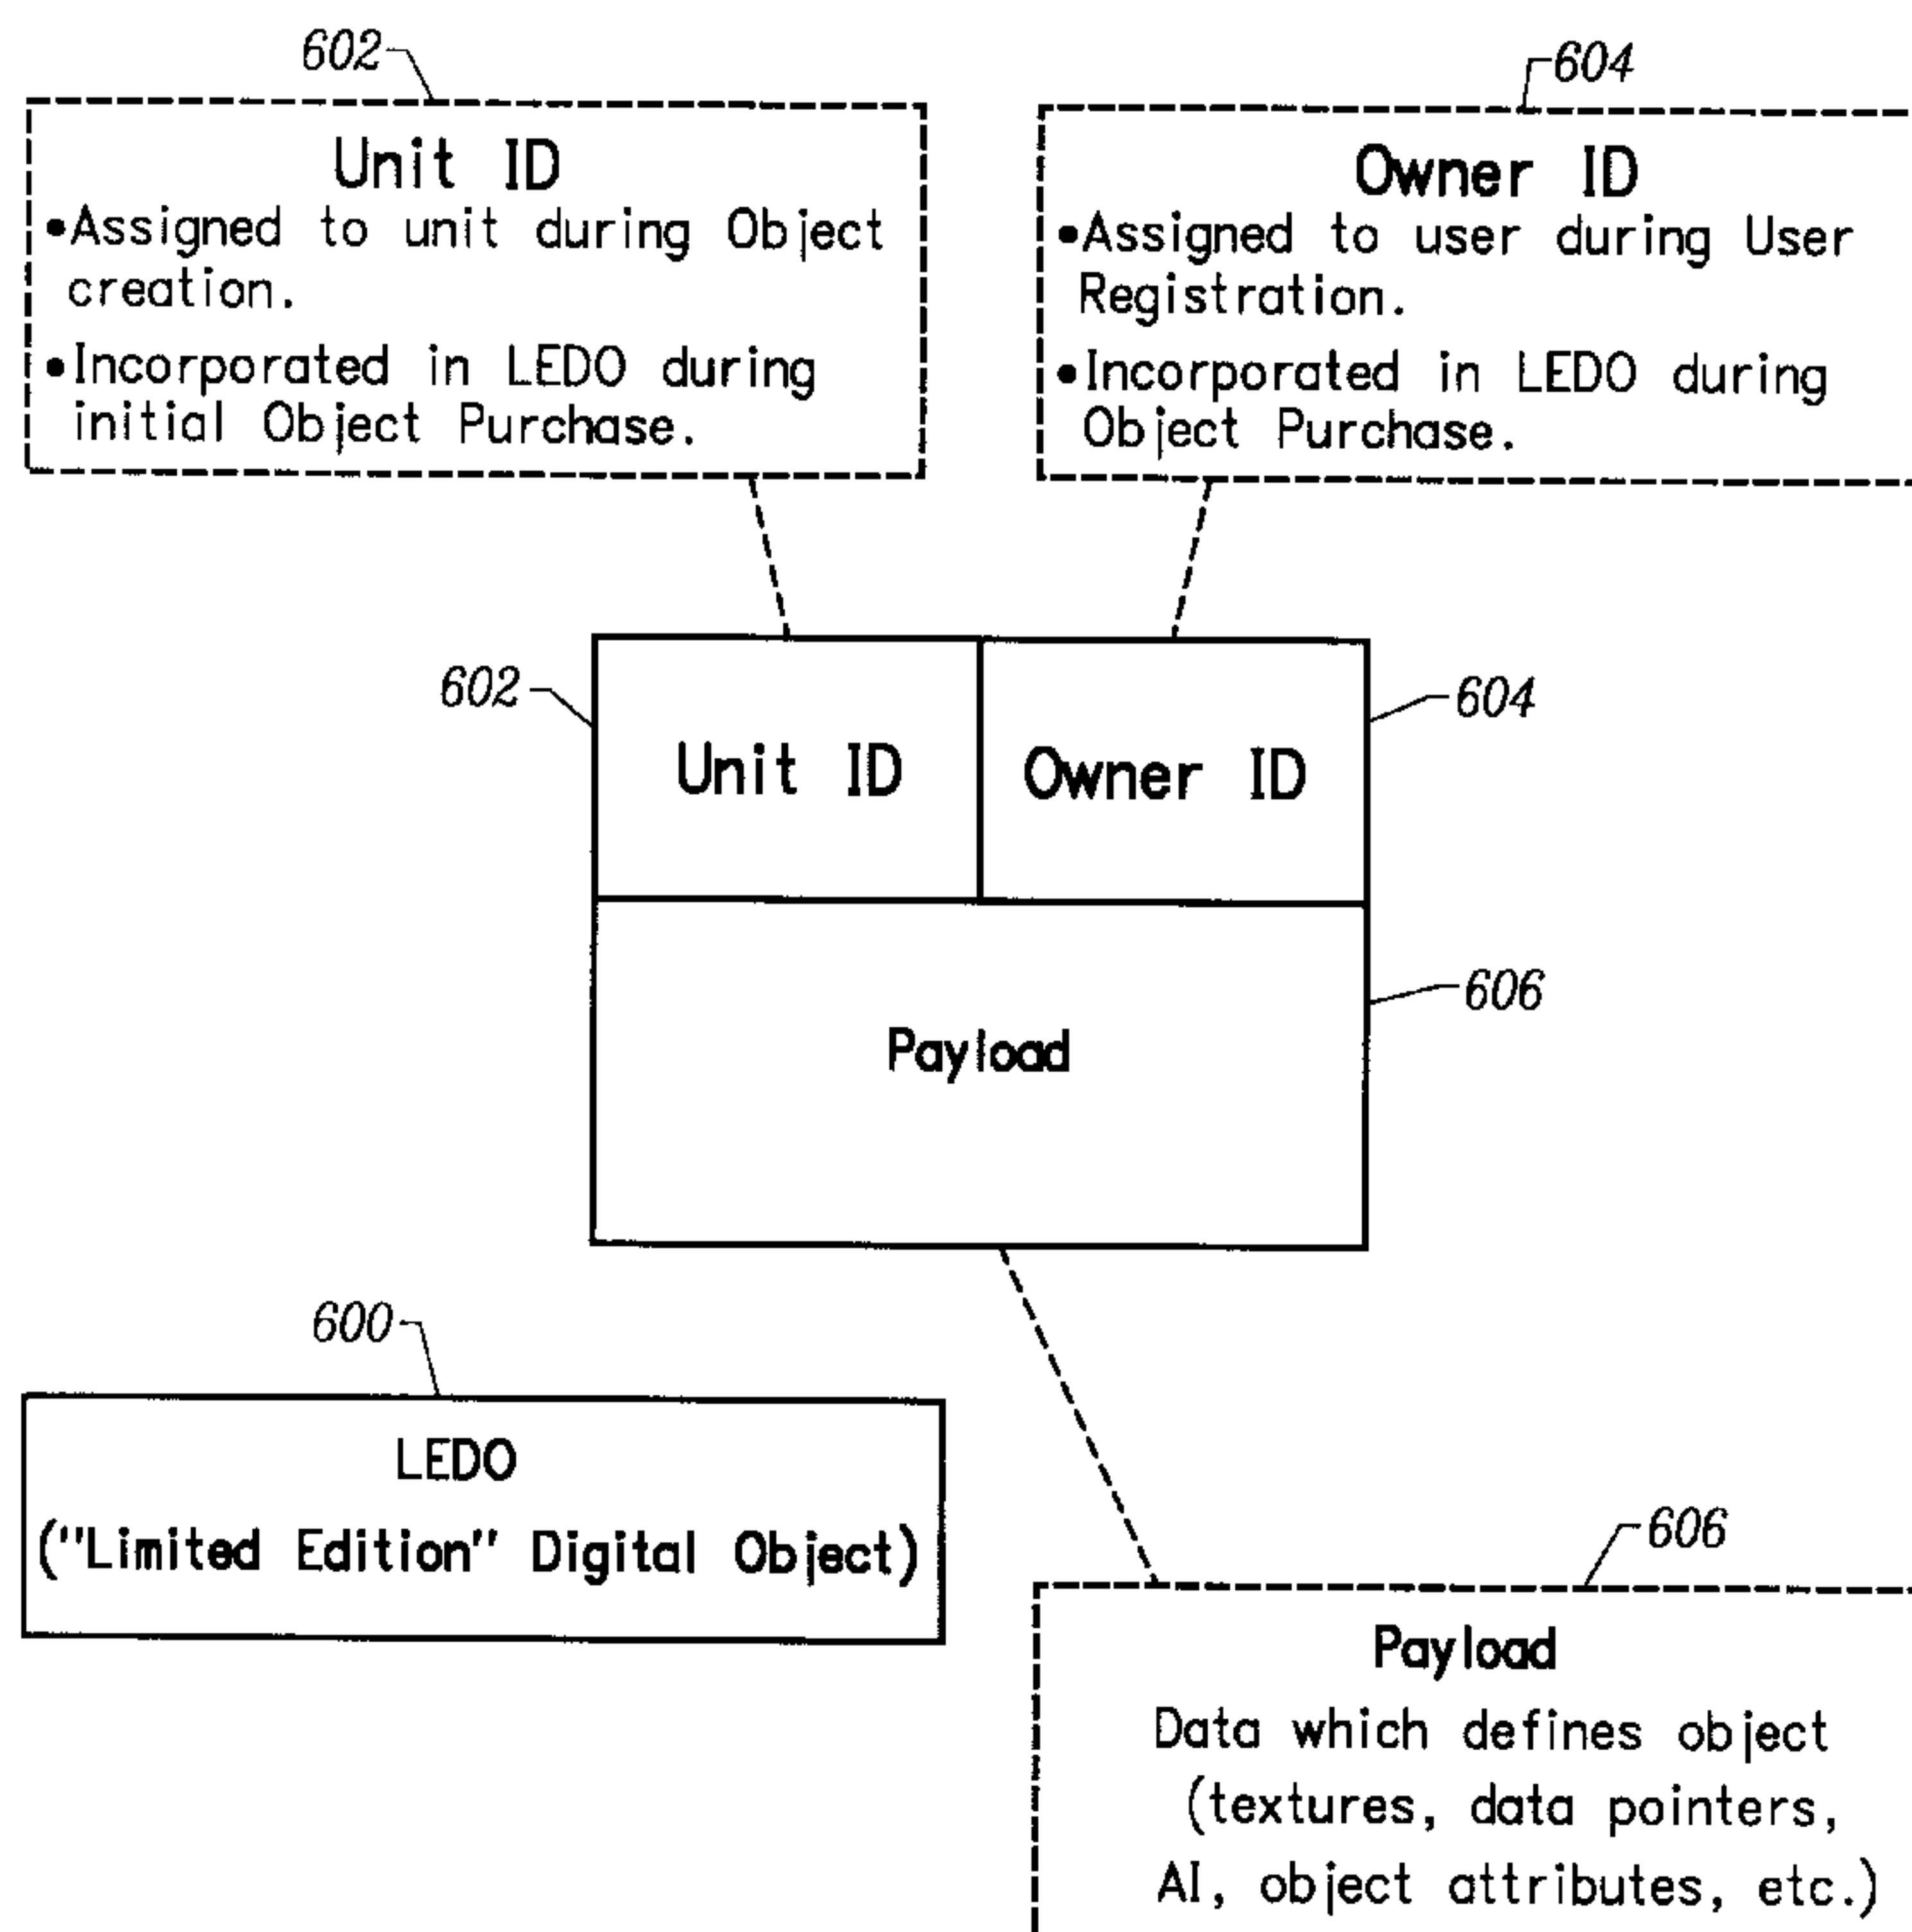 602
604
Unit ID
•Assigned to unit during Object
creation.
•Incorporated in LEDO during
initial Object Purchase.
Owner ID
•Assigned to user during User
Registration.
•Incorporated in LEDO during
Object Purchase.
602
604
Unit ID
Owner ID
606
Payload
600
LEDO
("Limited Edition" Digital Object)
606
Payload
Data which defines object
(textures, data pointers,
AI, object attributes, etc.)